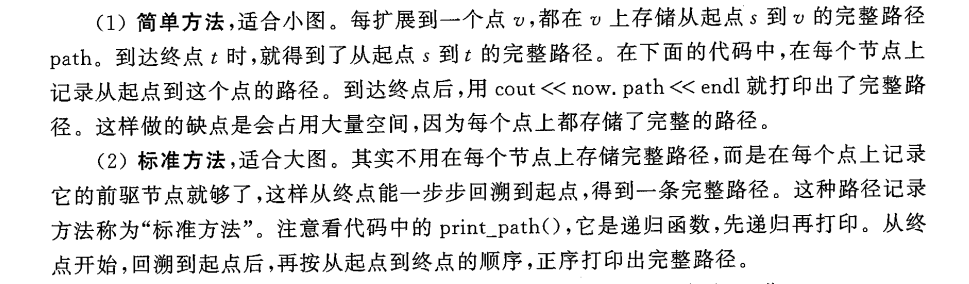 (1) 简单方法,适合小图。每扩展到一个点 v,都在 v 上存储从起点 s 到 v 的完整路径
path。到达终点 t 时,就得到了从起点 s 到 t 的完整路径。在下面的代码中,在每个节点上
记录从起点到这个点的路径。到达终点后,用 cout << now. path << endl 就打印出了完整路
径。这样做的缺点是会占用大量空间,因为每个点上都存储了完整的路径。
(2) 标准方法,适合大图。其实不用在每个节点上存储完整路径,而是在每个点上记录
它的前驱节点就够了,这样从终点能一步步回溯到起点,得到一条完整路径。这种路径记录
方法称为“标准方法”。注意看代码中的 print_path(),它是递归函数,先递归再打印。从终
点开始,回溯到起点后,再按从起点到终点的顺序,正序打印出完整路径。